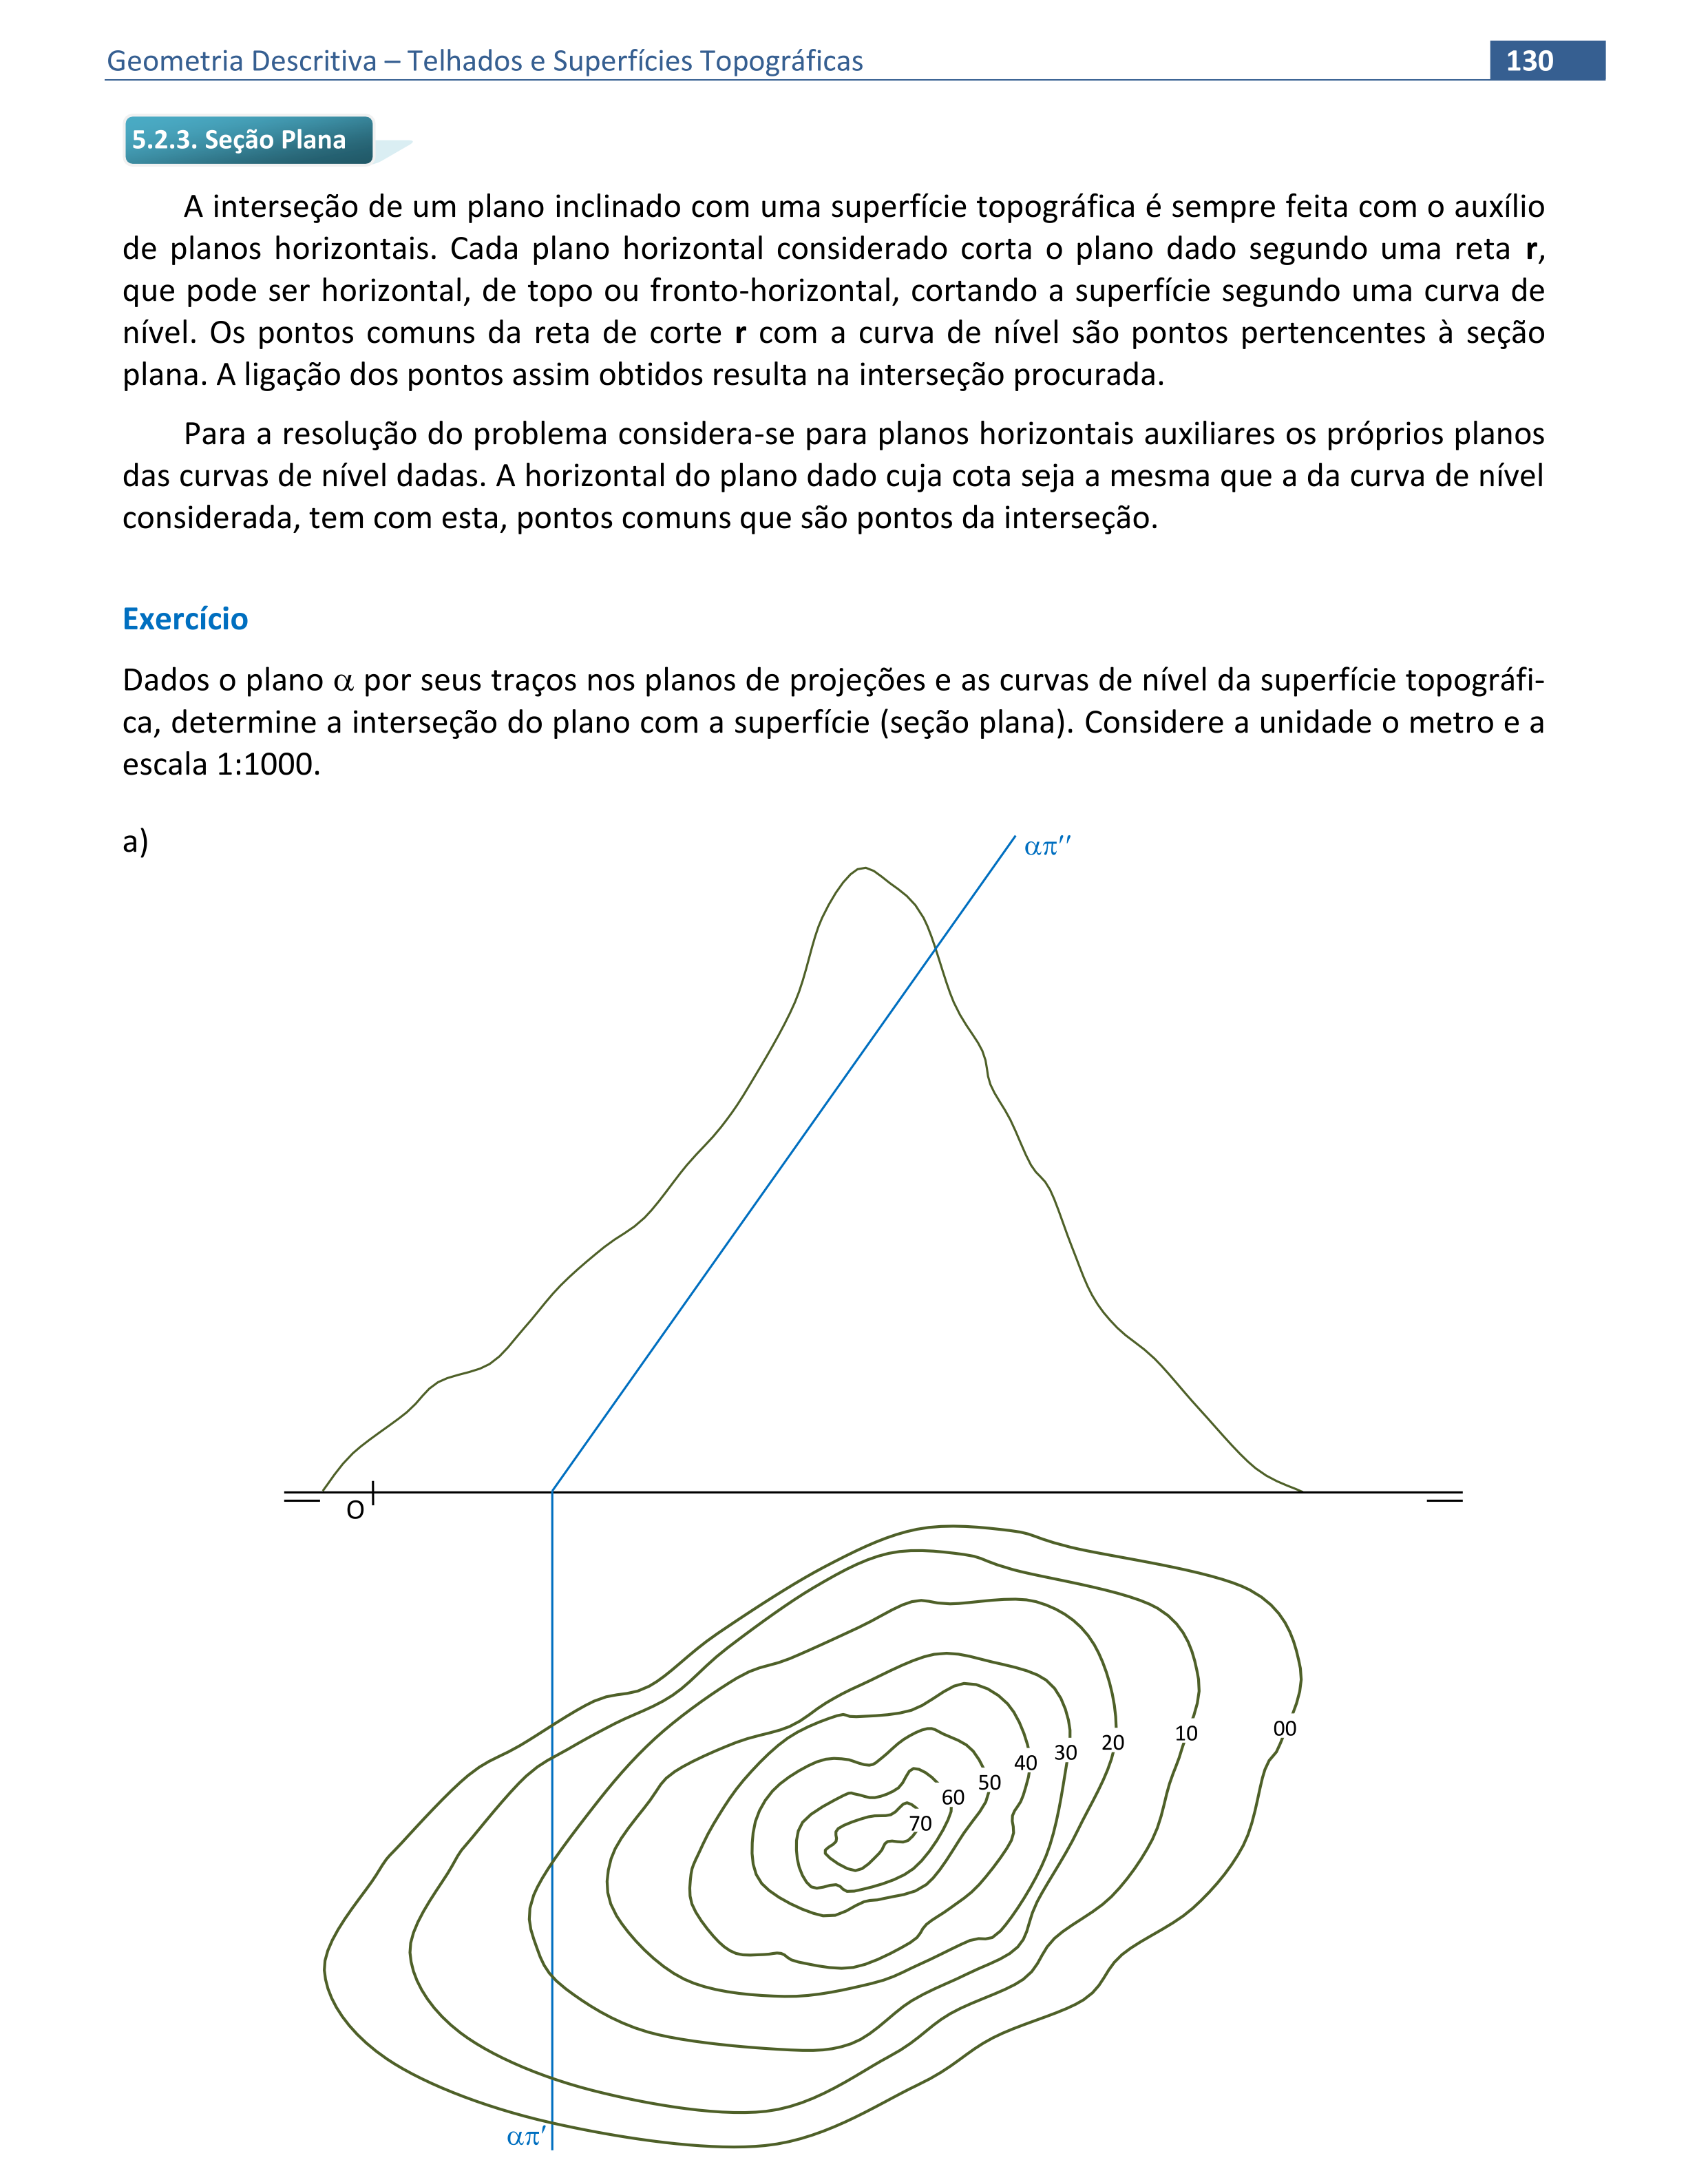 Geometria Descritiva – Telhados e Superfícies Topográficas 130
5.2.3. Seção Plana
A interseção de um plano inclinado com uma superfície topográfica é sempre feita com o auxílio
de planos horizontais. Cada plano horizontal considerado corta o plano dado segundo uma reta r,
que pode ser horizontal, de topo ou fronto-horizontal, cortando a superfície segundo uma curva de
nível. Os pontos comuns da reta de corte r com a curva de nível são pontos pertencentes à seção
plana. A ligação dos pontos assim obtidos resulta na interseção procurada.
Para a resolução do problema considera-se para planos horizontais auxiliares os próprios planos
das curvas de nível dadas. A horizontal do plano dado cuja cota seja a mesma que a da curva de nível
considerada, tem com esta, pontos comuns que são pontos da interseção.
Exercício
Dados o plano α por seus traços nos planos de projeções e as curvas de nível da superfície topográfi-
ca, determine a interseção do plano com a superfície (seção plana). Considere a unidade o metro e a
escala 1:1000.
a)
απ′′
O
00
10
20
30
40
50
60
70
απ′